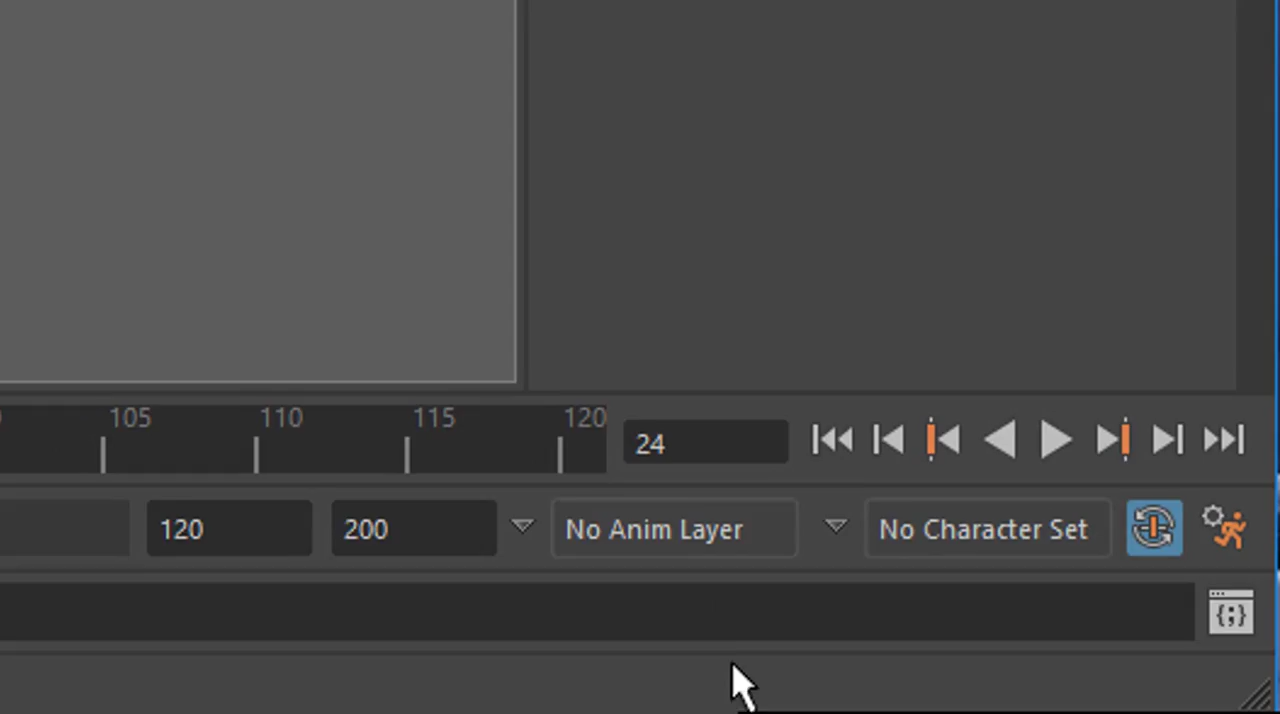 105 110 115 120
24
120 200 No Anim Layer No Character Set
{;}